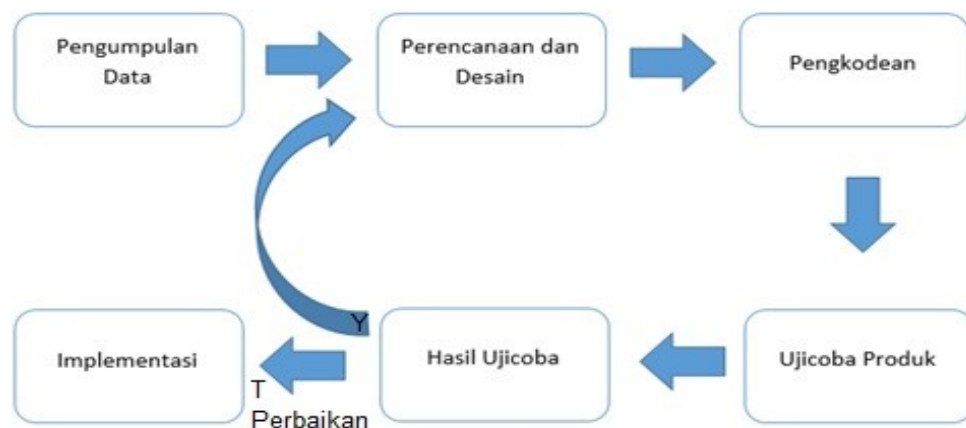 Pengumpulan
Data
Perencanaan dan
Desain
Pengkodean
Ujicoba Produk
Hasil Ujicoba
Y
Implementasi
T
Perbaikan